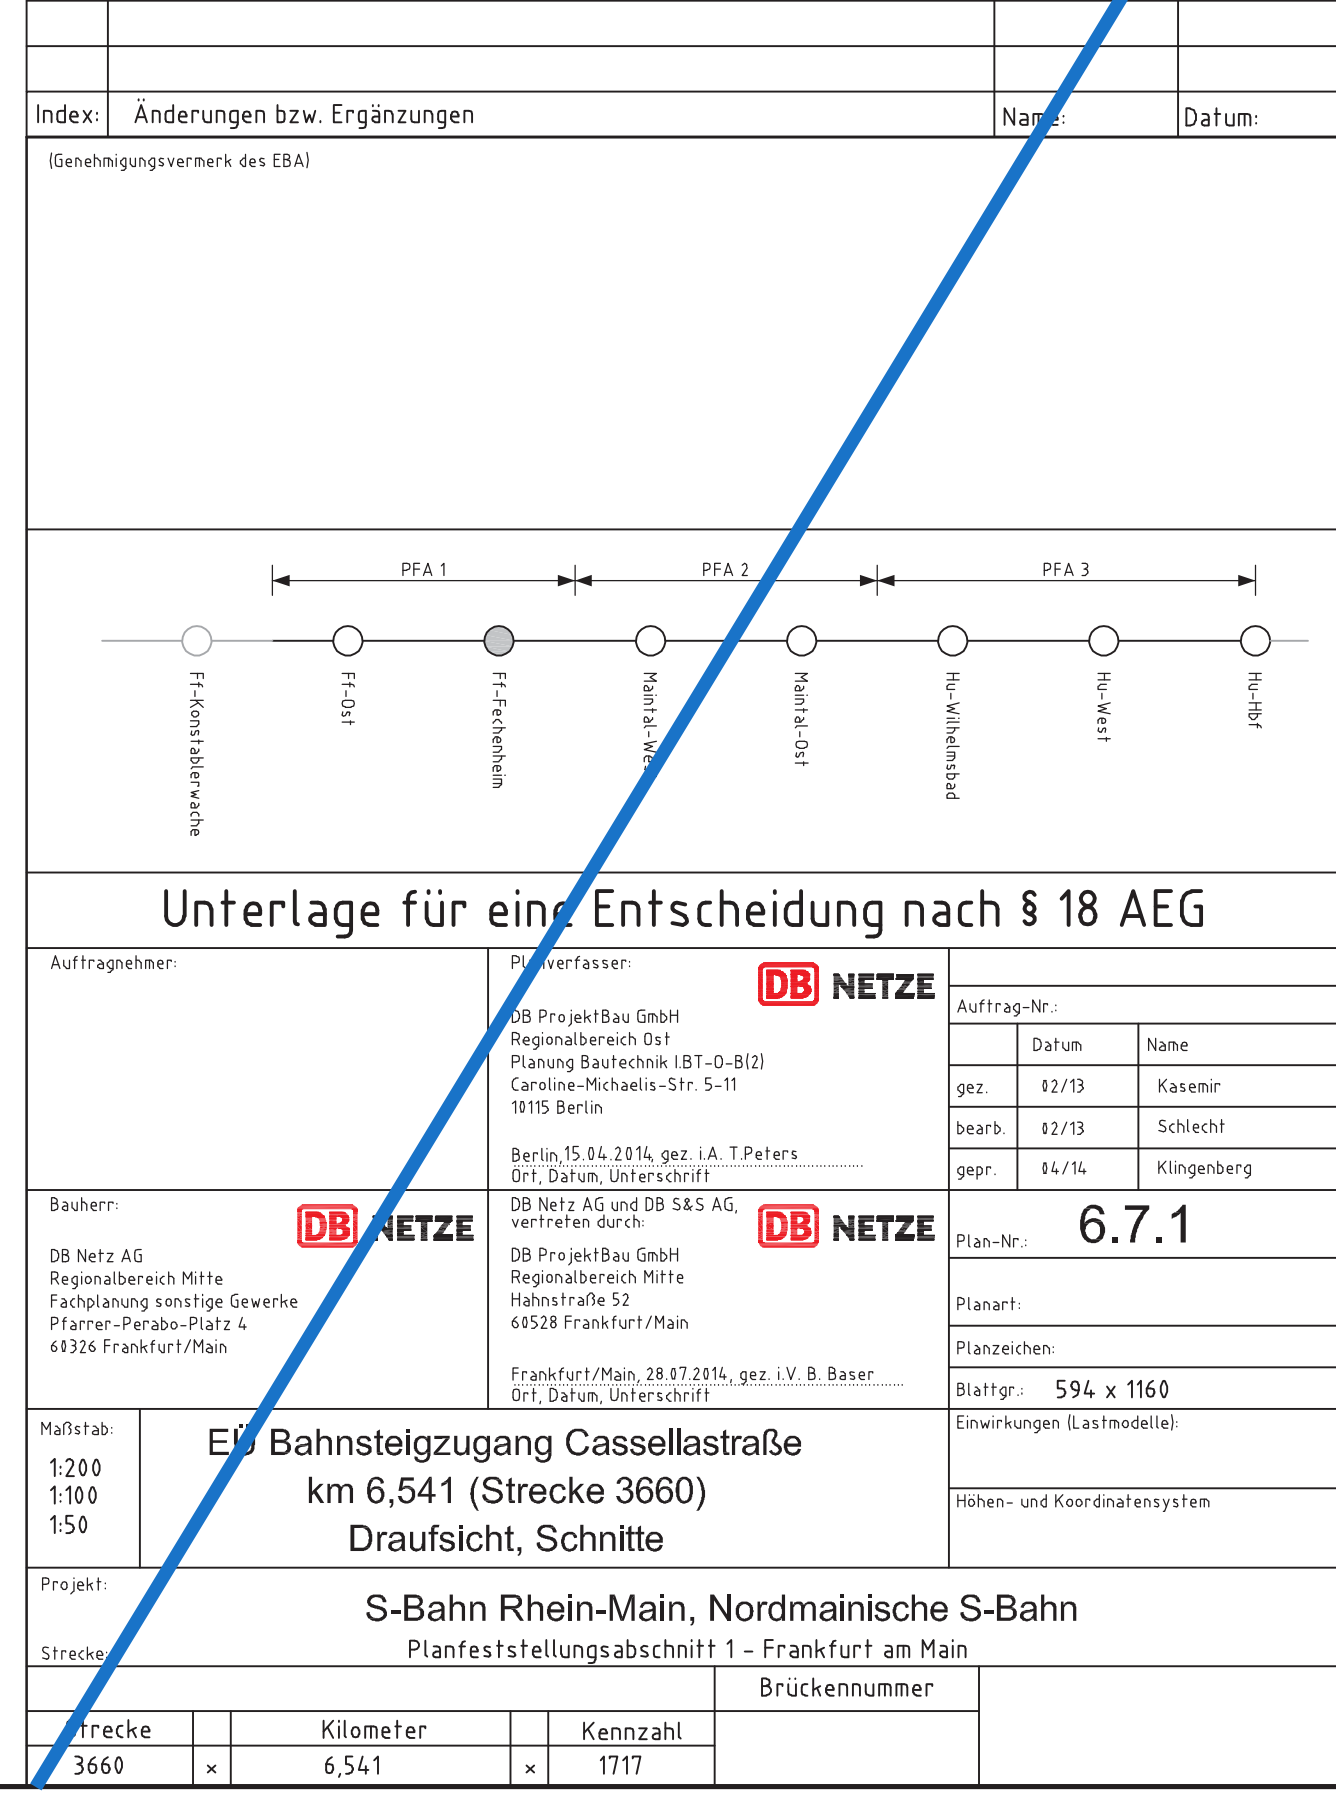 Index: Änderungen bzw. Ergänzungen Name: Datum:
(Genehmigungsvermerk des EBA)
PFA 1 PFA 2 PFA 3
Ff-Konstablerwache
Ff-Ost
Ff-Fechenheim
Maintal-West
Maintal-Ost
Hu-Wilhelmsbad
Hu-West
Hu-Hbf
Unterlage für eine Entscheidung nach § 18 AEG
Auftragnehmer:
Planverfasser:
DB NETZE
DB ProjektBau GmbH
Regionalbereich Ost
Planung Bautechnik I.BT-O-B(2)
Caroline-Michaelis-Str. 5-11
10115 Berlin
Berlin,15.04.2014, gez. i.A. T.Peters
Ort, Datum, Unterschrift
Auftrag-Nr.:
Datum Name
gez. 02/13 Kasemir
bearb. 02/13 Schlecht
gepr. 04/14 Klingenberg
Bauherr:
DB NETZE
DB Netz AG
Regionalbereich Mitte
Fachplanung sonstige Gewerke
Pfarrer-Perabo-Platz 4
60326 Frankfurt/Main
DB Netz AG und DB S&S AG,
vertreten durch:
DB NETZE
DB ProjektBau GmbH
Regionalbereich Mitte
Hahnstraße 52
60528 Frankfurt/Main
Frankfurt/Main, 28.07.2014, gez. i.V. B. Baser
Ort, Datum, Unterschrift
Plan-Nr.: 6.7.1
Planart:
Planzeichen:
Blattgr.: 594 x 1160
Maßstab:
1:200
1:100
1:50
EÜ Bahnsteigzugang Cassellastraße
km 6,541 (Strecke 3660)
Draufsicht, Schnitte
Einwirkungen (Lastmodelle):
Höhen- und Koordinatensystem
Projekt:
S-Bahn Rhein-Main, Nordmainische S-Bahn
Strecke: Planfeststellungsabschnitt 1 - Frankfurt am Main
Brückennummer
Strecke Kilometer Kennzahl
3660 x 6,541 x 1717